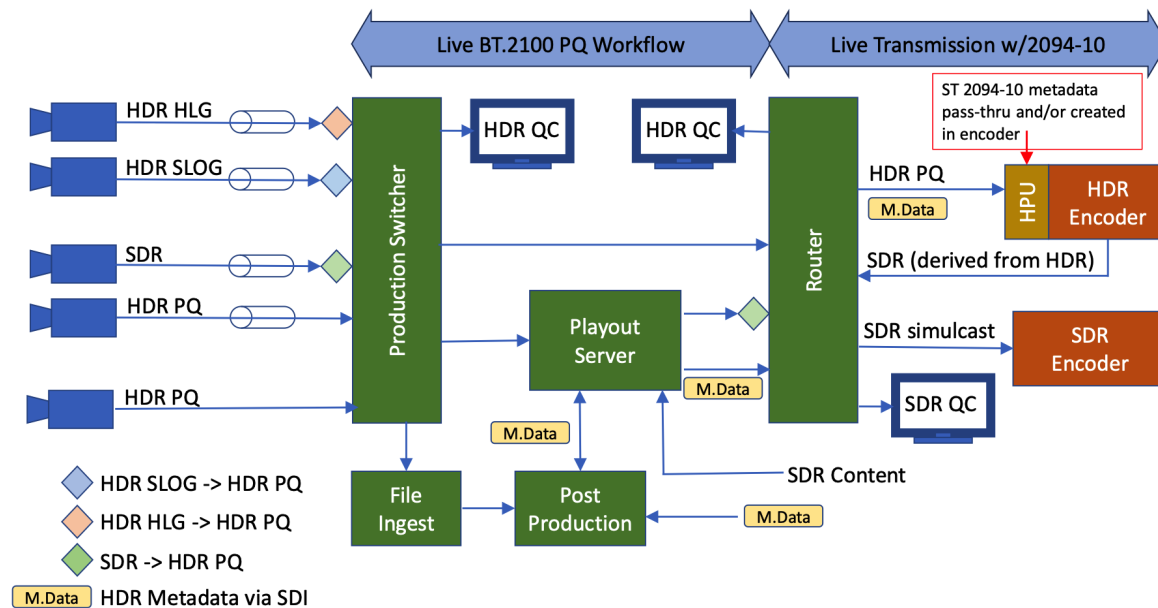 Live BT.2100 PQ Workflow
Live Transmission w/2094-10
ST 2094-10 metadata
pass-thru and/or created
in encoder
HDR HLG
HDR SLOG
SDR
HDR PQ
HDR PQ
Production Switcher
HDR QC
HDR QC
Router
HDR PQ
M.Data
HPU
HDR
Encoder
SDR (derived from HDR)
Playout
Server
M.Data
SDR simulcast
SDR
Encoder
SDR QC
M.Data
SDR Content
File
Ingest
Post
Production
M.Data
HDR SLOG -> HDR PQ
HDR HLG -> HDR PQ
SDR -> HDR PQ
M.Data HDR Metadata via SDI